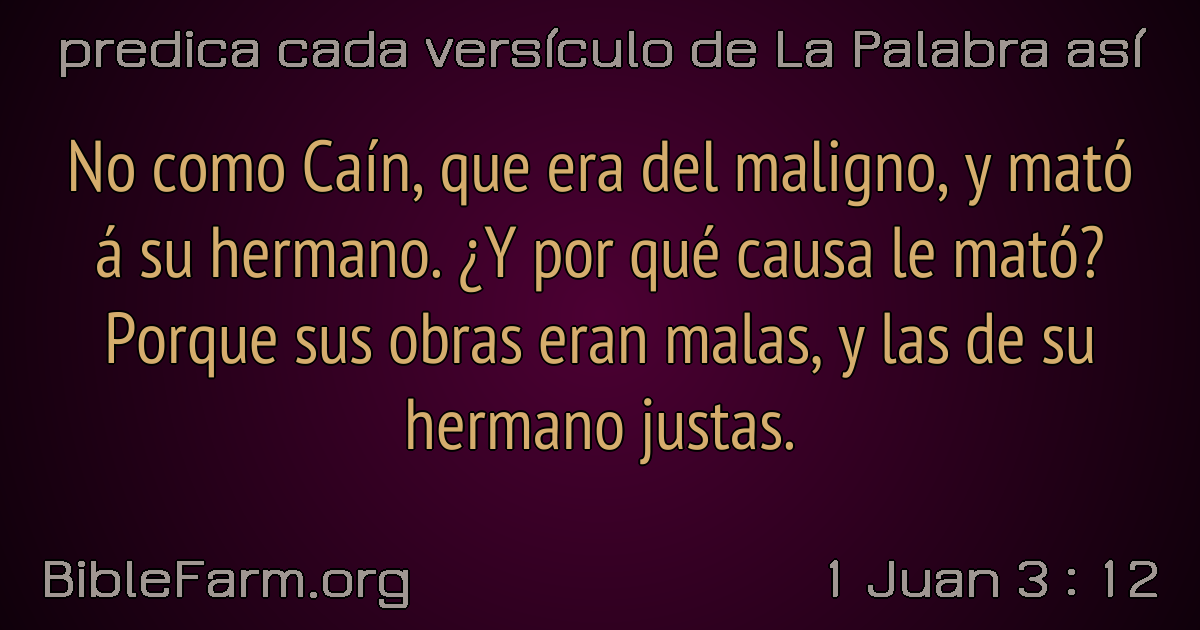 predica cada versículo de La Palabra así
No como Caín, que era del maligno, y mató
á su hermano. ¿Y por qué causa le mató?
Porque sus obras eran malas, y las de su
hermano justas.
BibleFarm.org
1 Juan 3 : 12